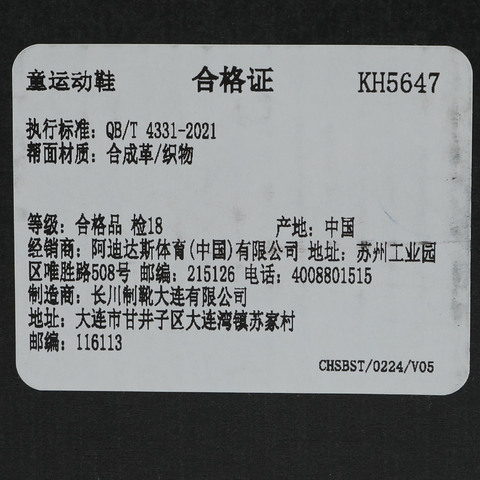 童运动鞋 合格证 KH5647
执行标准: QB/T 4331-2021
帮面材质: 合成革/织物
等级: 合格品 检18 产地: 中国
经销商: 阿迪达斯体育(中国)有限公司 地址: 苏州工业园
区唯胜路508号 邮编: 215126 电话: 4008801515
制造商: 长川制靴大连有限公司
地址: 大连市甘井子区大连湾镇苏家村
邮编: 116113
CHSBST/0224/V05